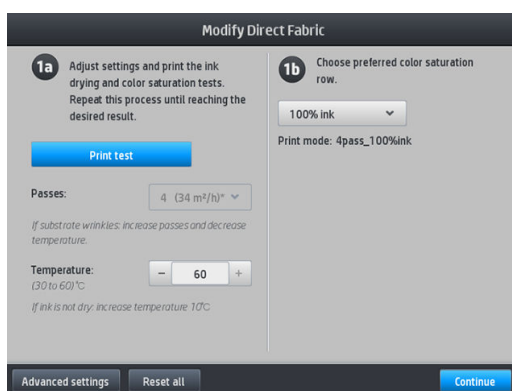 Modify Direct Fabric
1a
Adjust settings and print the ink
drying and color saturation tests.
Repeat this process until reaching the
desired result.
Print test
Passes:
4 (34 m²/h)*
If substrate wrinkles: increase passes and decrease
temperature.
Temperature:
(30 to 60)°C
− 60 +
If ink is not dry: increase temperature 10°C
1b
Choose preferred color saturation
row.
100% ink
Print mode: 4pass_100%ink
Advanced settings
Reset all
Continue